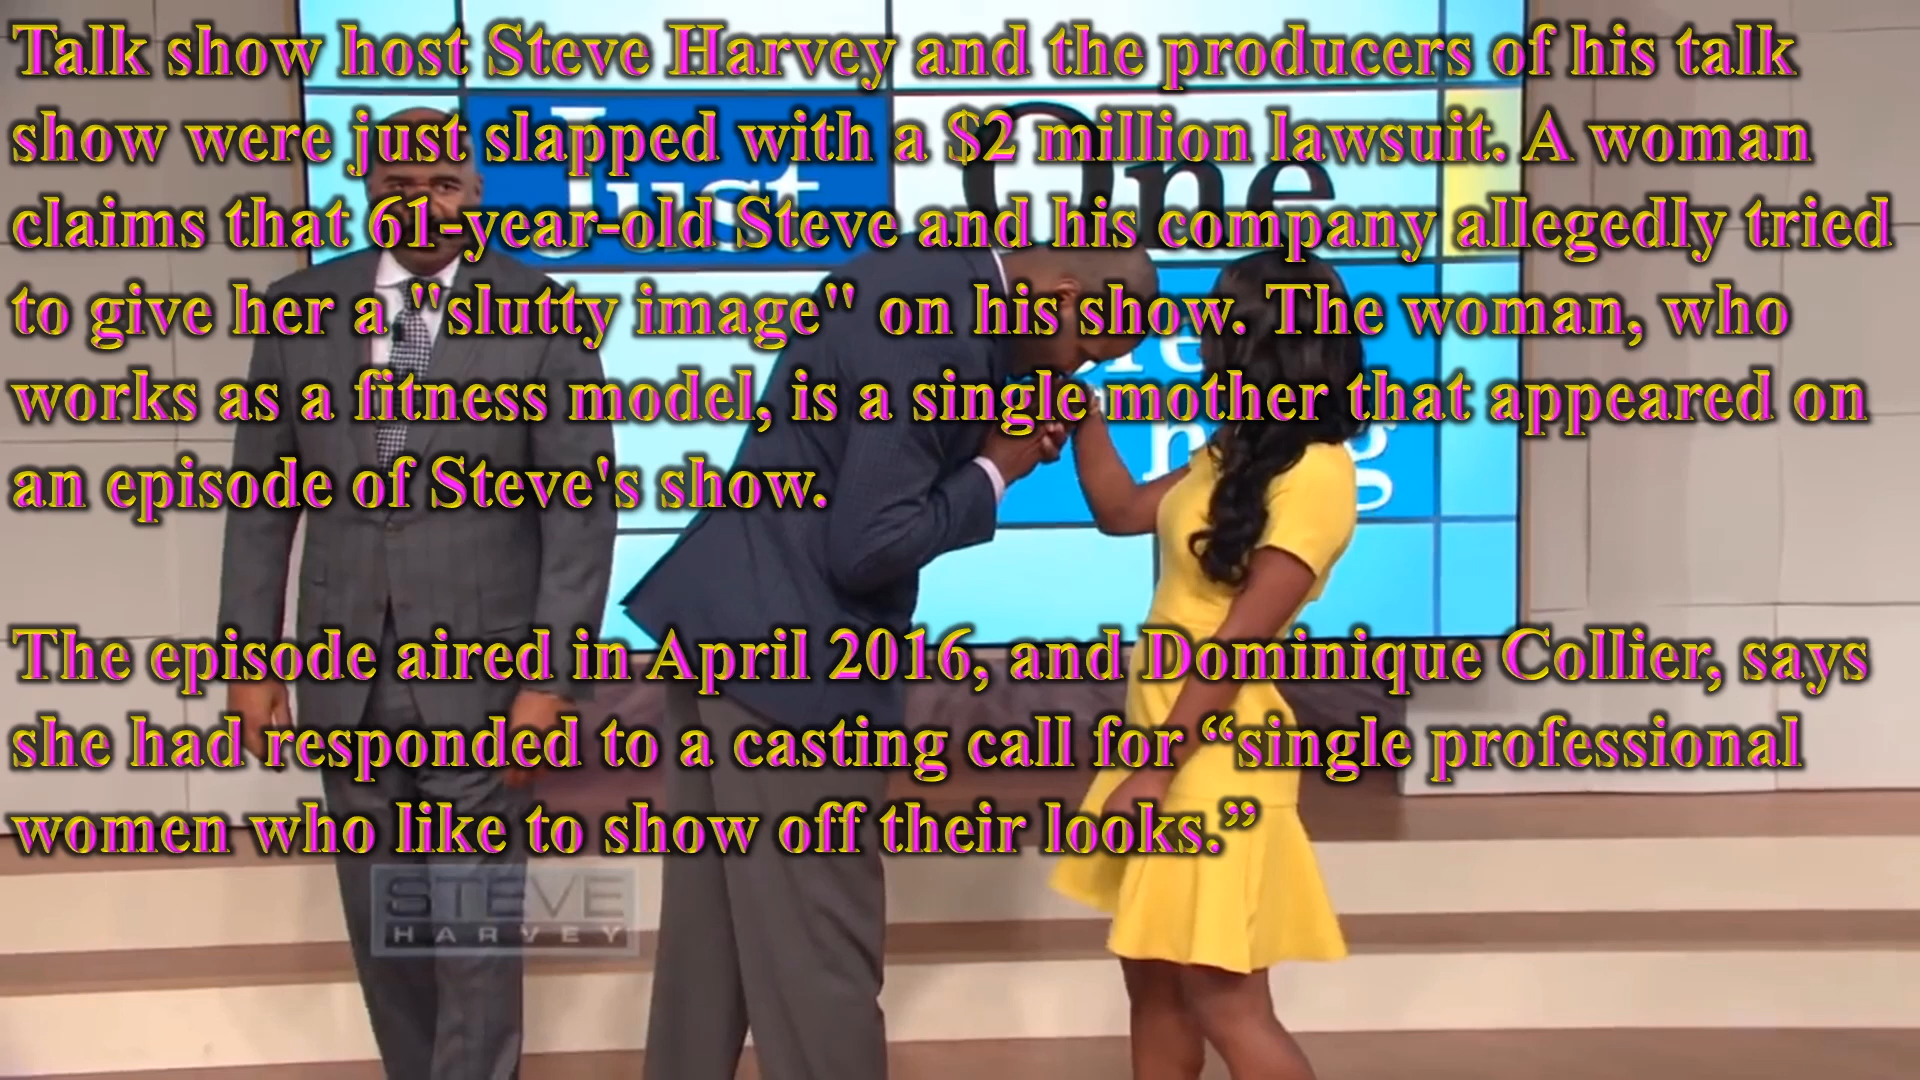 Talk show host Steve Harvey and the producers of his talk
show were just slapped with a $2 million lawsuit. A woman
claims that 61-year-old Steve and his company allegedly tried
to give her a "slutty image" on his show. The woman, who
works as a fitness model, is a single mother that appeared on
an episode of Steve's show.
The episode aired in April 2016, and Dominique Collier, says
she had responded to a casting call for “single professional
women who like to show off their looks.”
Just One
STEVE
HARVEY